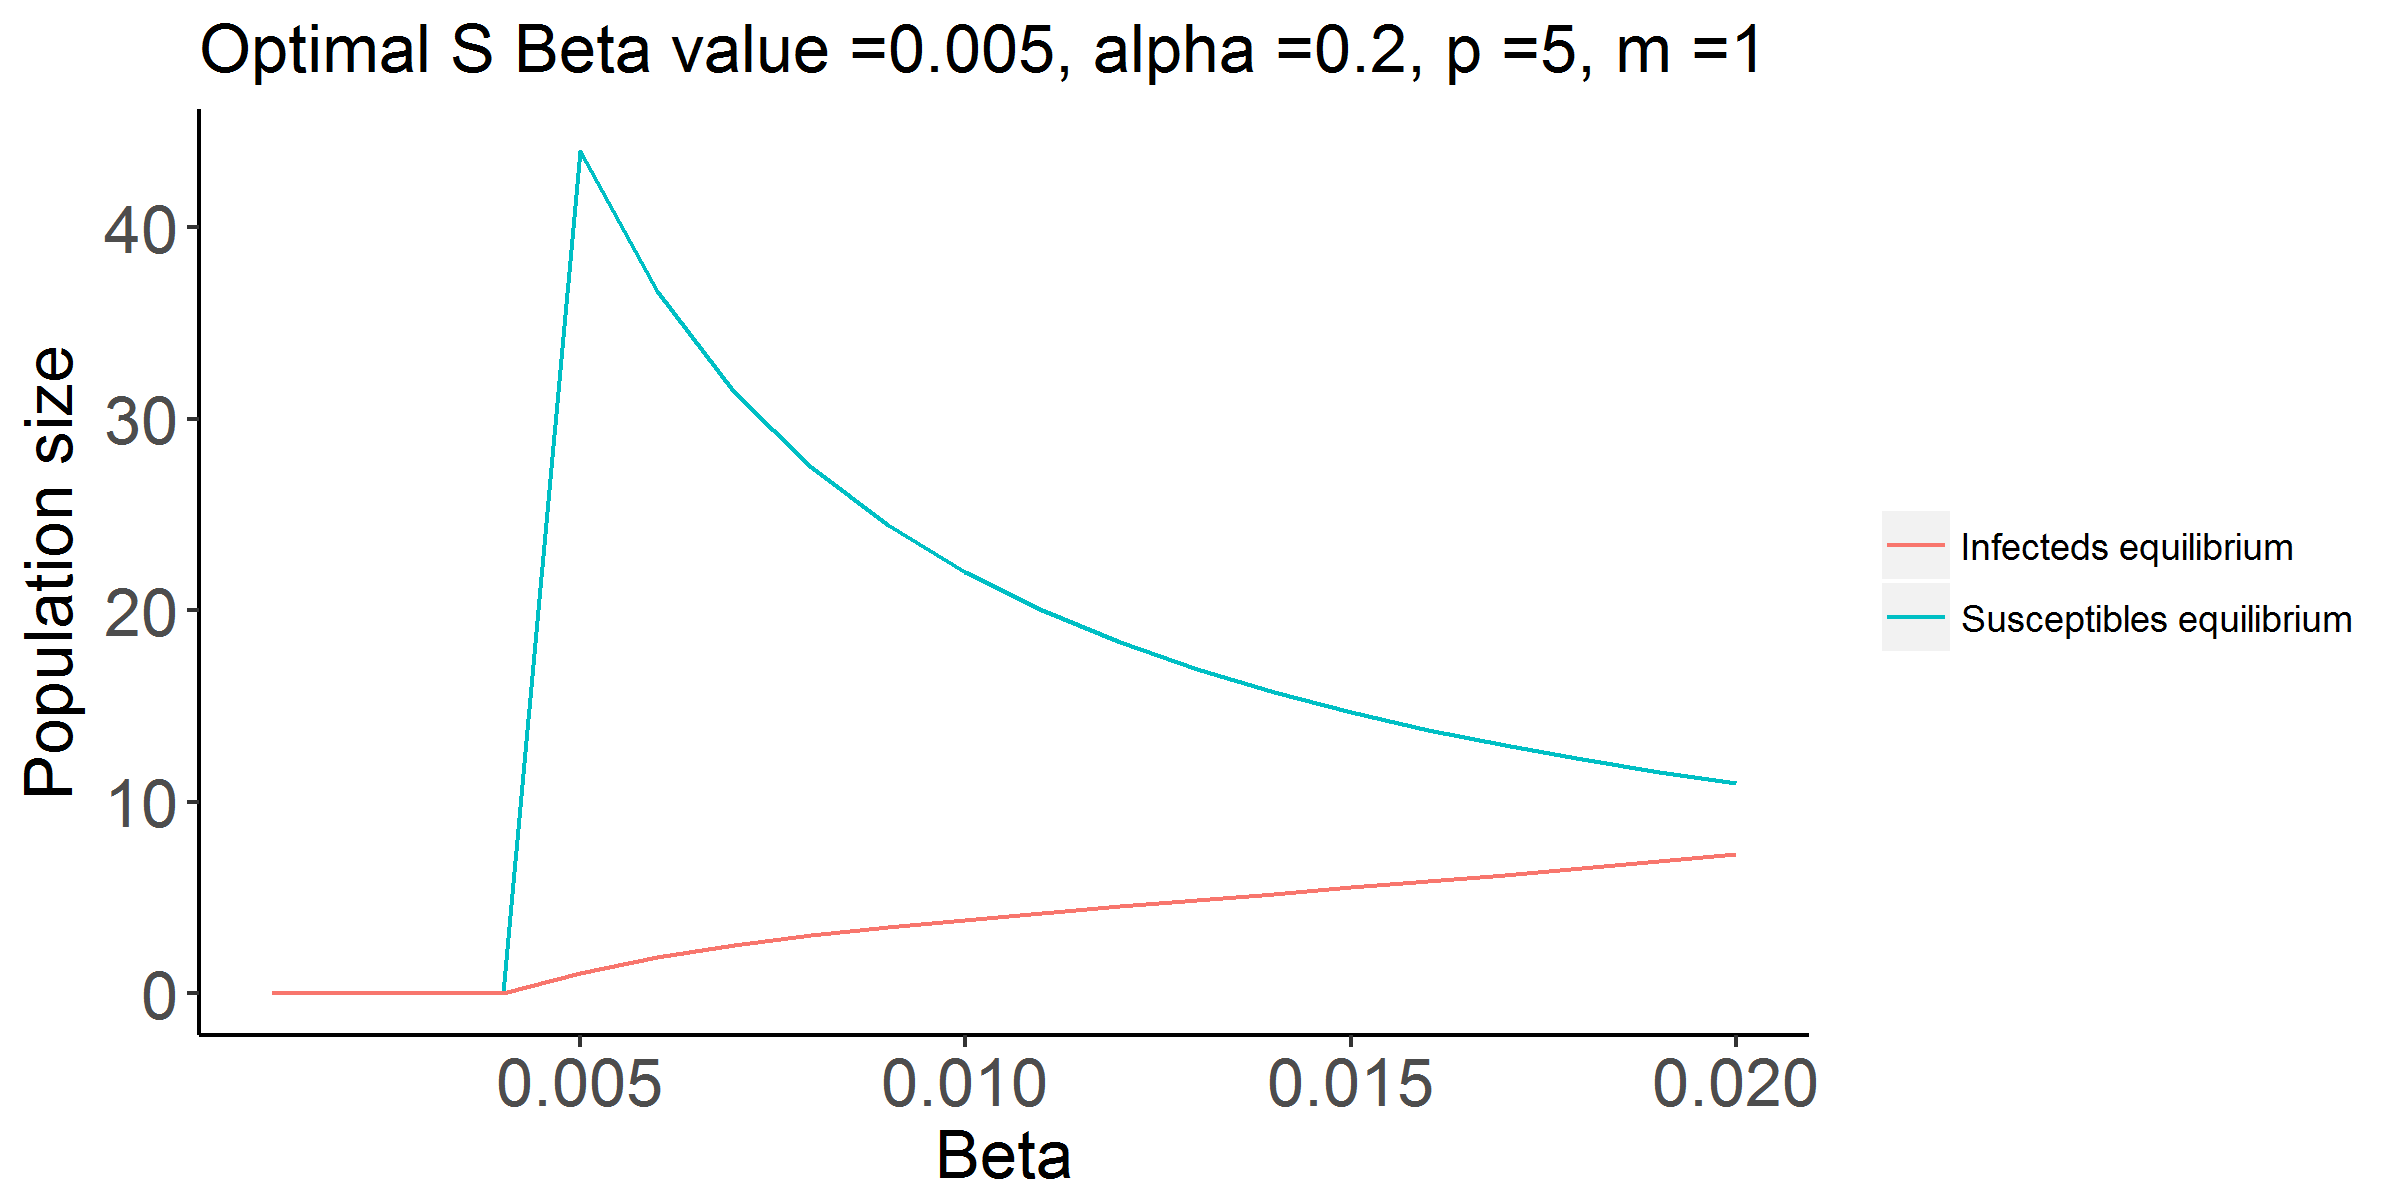 Optimal S Beta value =0.005, alpha =0.2, p =5, m =1
Population size
40
30
20
10
0
0.005 0.010 0.015 0.020
Beta
Infecteds equilibrium
Susceptibles equilibrium